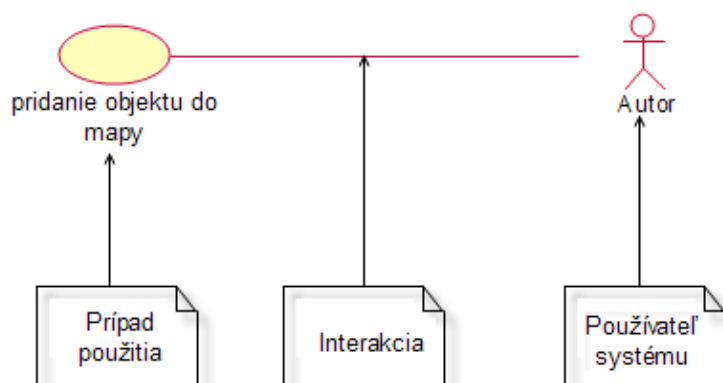 pridanie objektu do
mapy
Autor
Prípad
použitia
Interakcia
Používateľ
systému